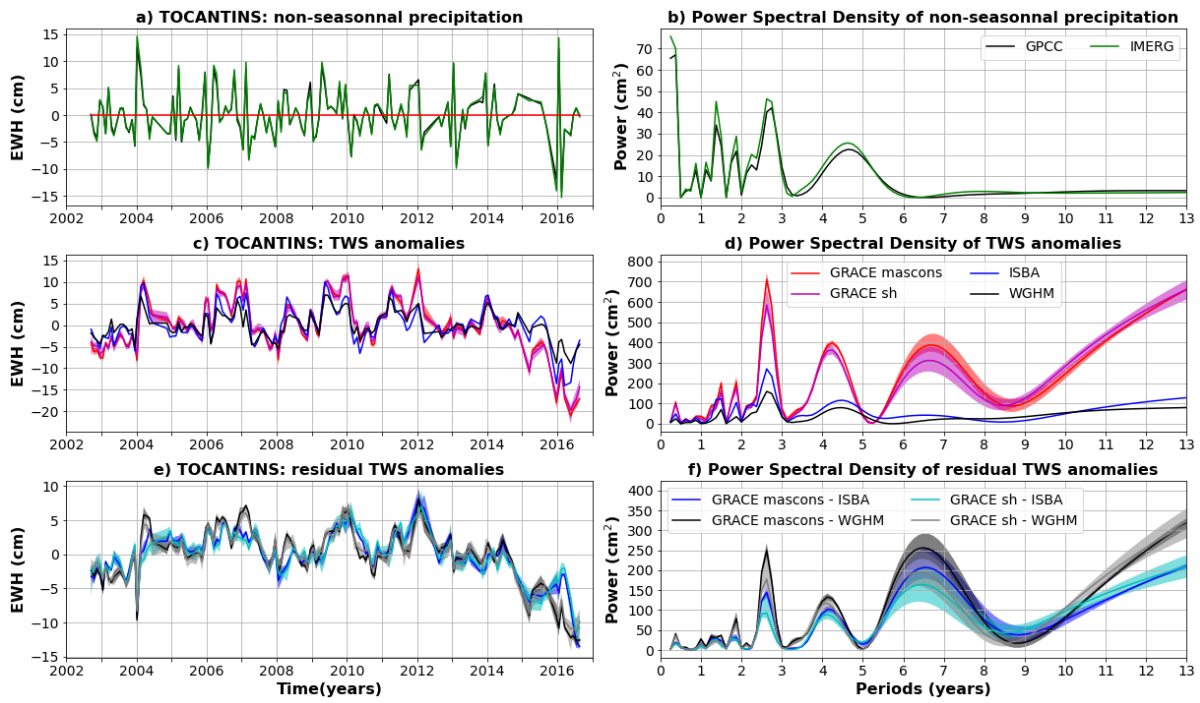 a) TOCANTINS: non-seasonnal precipitation
EWH (cm)
15
10
5
0
−5
−10
−15
2002 2004 2006 2008 2010 2012 2014 2016
b) Power Spectral Density of non-seasonnal precipitation
Power (cm²)
GPCC IMERG
70
60
50
40
30
20
10
0
0 1 2 3 4 5 6 7 8 9 10 11 12 13
c) TOCANTINS: TWS anomalies
EWH (cm)
15
10
5
0
−5
−10
−15
−20
2002 2004 2006 2008 2010 2012 2014 2016
d) Power Spectral Density of TWS anomalies
Power (cm²)
GRACE mascons ISBA
GRACE sh WGHM
800
700
600
500
400
300
200
100
0
0 1 2 3 4 5 6 7 8 9 10 11 12 13
e) TOCANTINS: residual TWS anomalies
EWH (cm)
10
5
0
−5
−10
−15
2002 2004 2006 2008 2010 2012 2014 2016
Time(years)
f) Power Spectral Density of residual TWS anomalies
Power (cm²)
GRACE mascons - ISBA GRACE sh - ISBA
GRACE mascons - WGHM GRACE sh - WGHM
400
350
300
250
200
150
100
50
0
0 1 2 3 4 5 6 7 8 9 10 11 12 13
Periods (years)